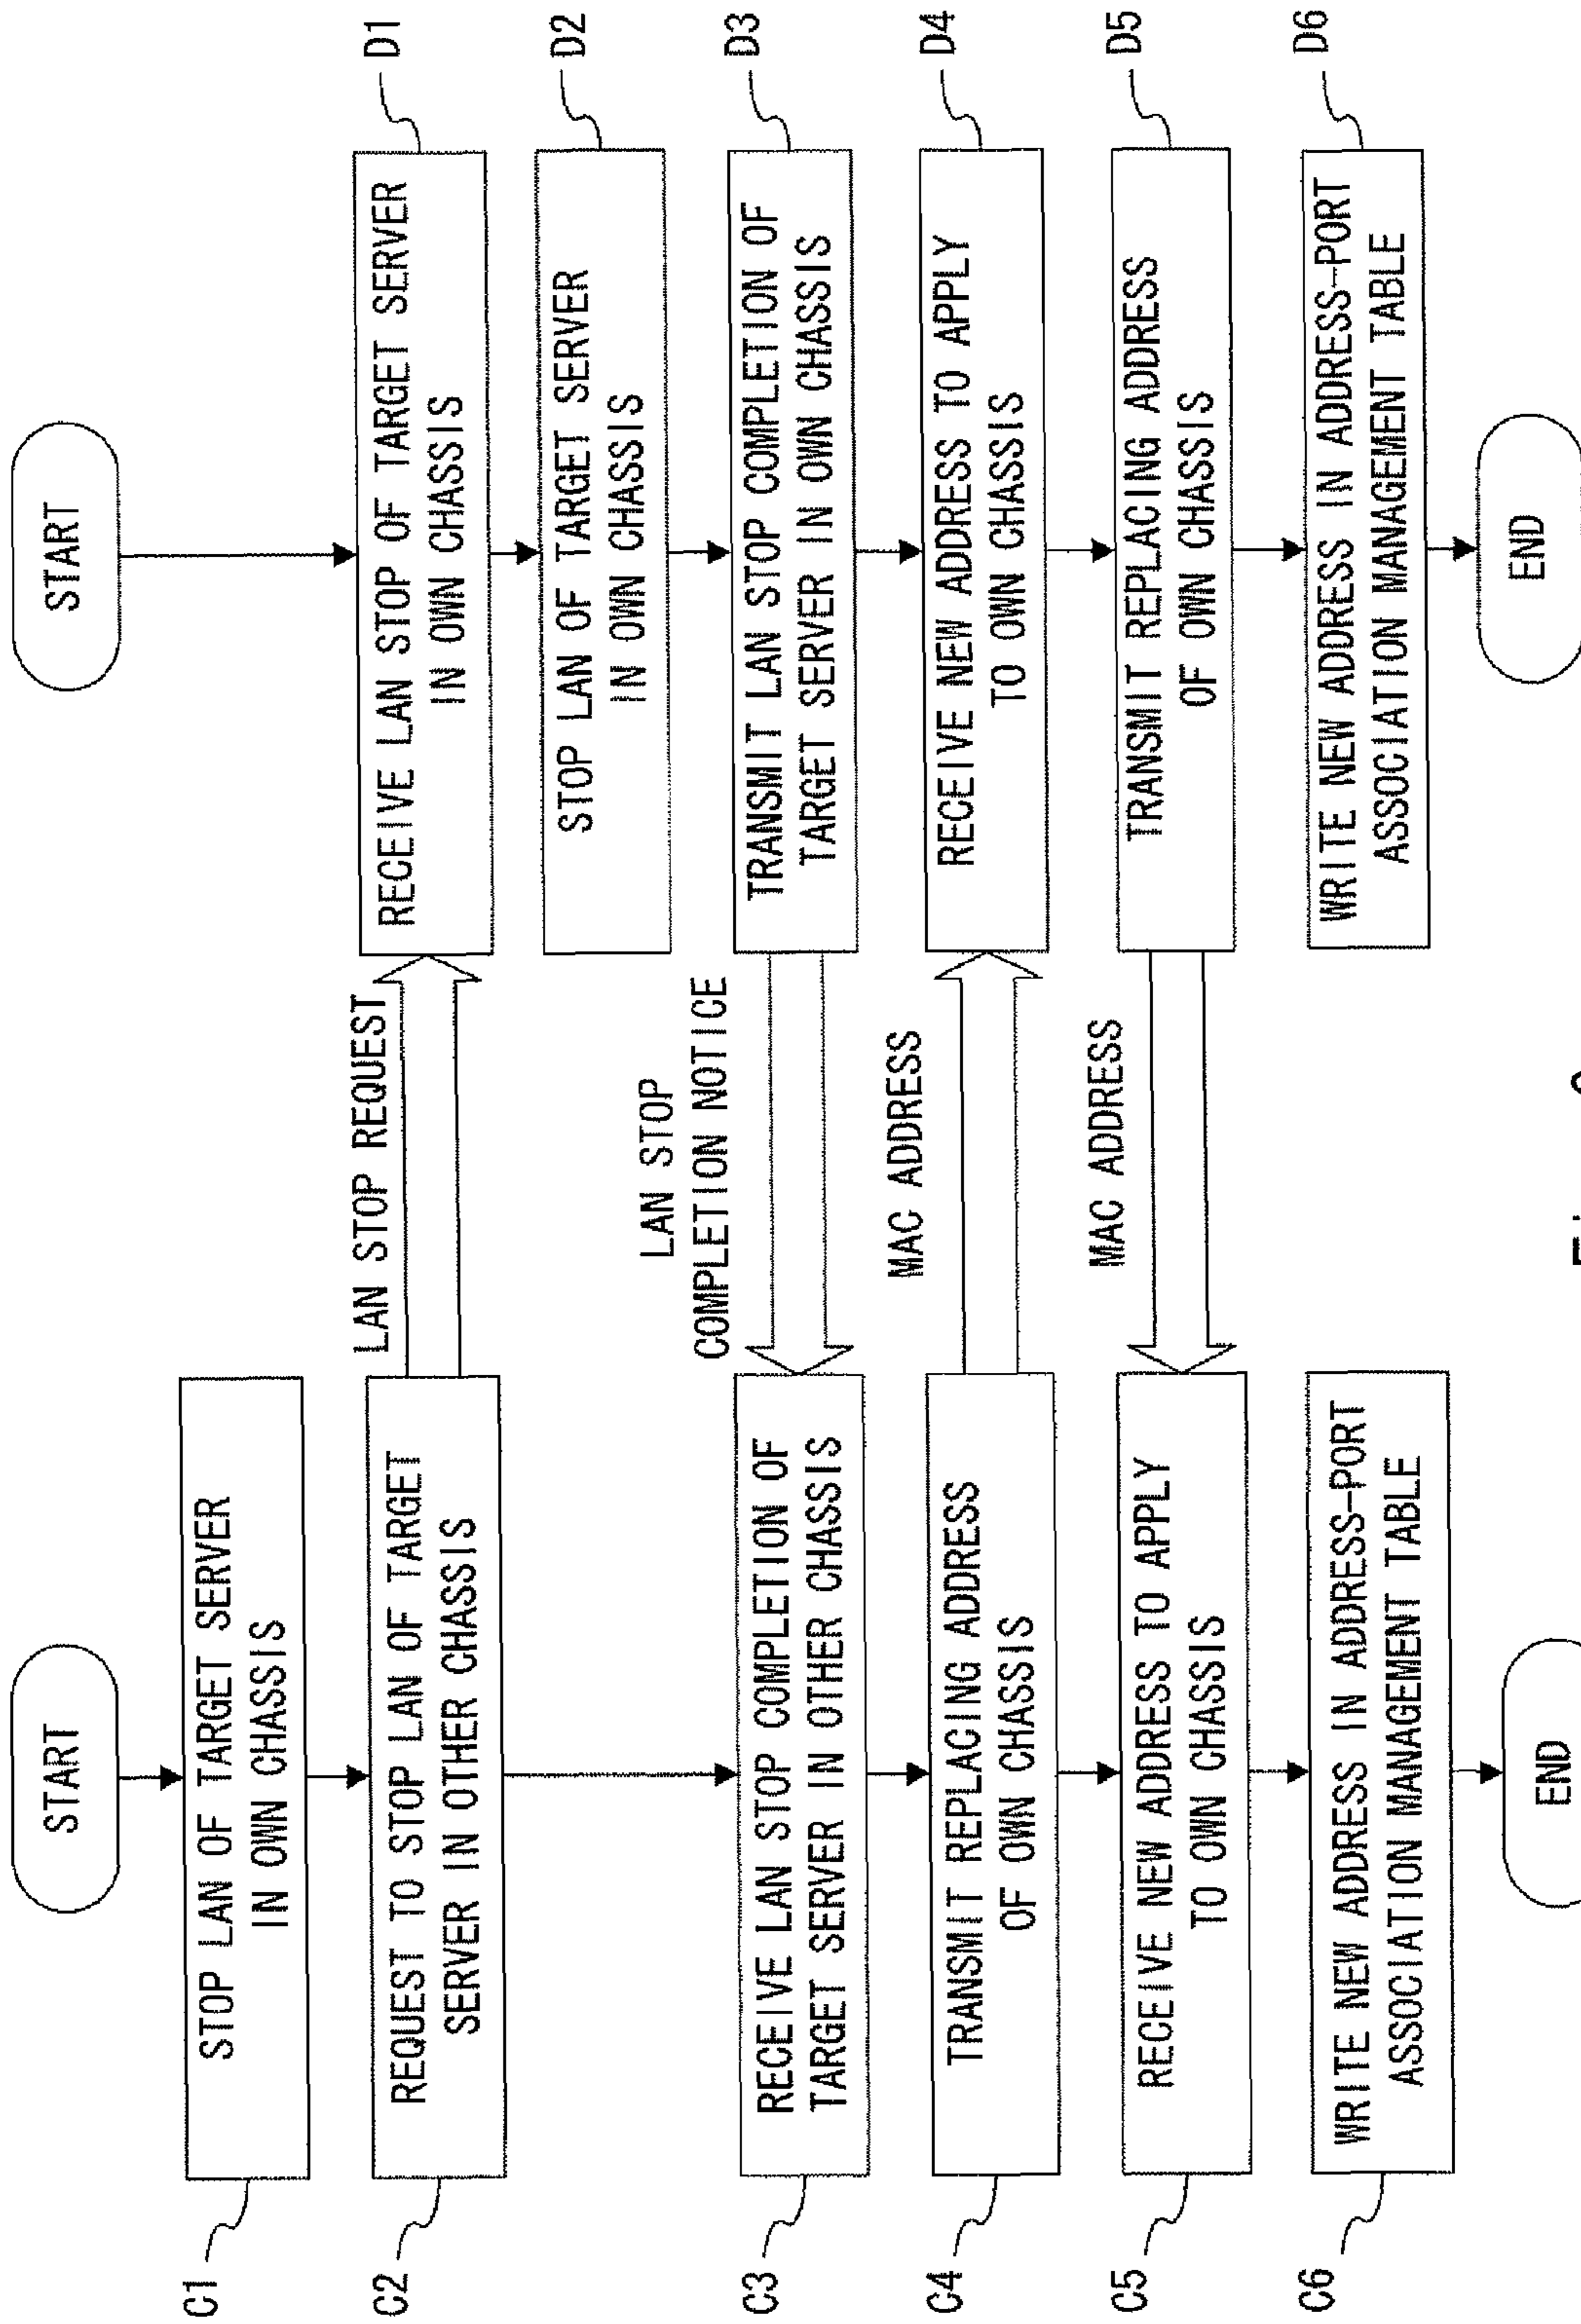 START
C1
STOP LAN OF TARGET SERVER
IN OWN CHASSIS
C2
REQUEST TO STOP LAN OF TARGET
SERVER IN OTHER CHASSIS
C3
RECEIVE LAN STOP COMPLETION OF
TARGET SERVER IN OTHER CHASSIS
C4
TRANSMIT REPLACING ADDRESS
OF OWN CHASSIS
C5
RECEIVE NEW ADDRESS TO APPLY
TO OWN CHASSIS
C6
WRITE NEW ADDRESS IN ADDRESS-PORT
ASSOCIATION MANAGEMENT TABLE
END
LAN STOP REQUEST
LAN STOP
COMPLETION NOTICE
MAC ADDRESS
MAC ADDRESS
START
RECEIVE LAN STOP OF TARGET SERVER
IN OWN CHASSIS
D1
STOP LAN OF TARGET SERVER
IN OWN CHASSIS
D2
TRANSMIT LAN STOP COMPLETION OF
TARGET SERVER IN OWN CHASSIS
D3
RECEIVE NEW ADDRESS TO APPLY
TO OWN CHASSIS
D4
TRANSMIT REPLACING ADDRESS
OF OWN CHASSIS
D5
WRITE NEW ADDRESS IN ADDRESS-PORT
ASSOCIATION MANAGEMENT TABLE
D6
END